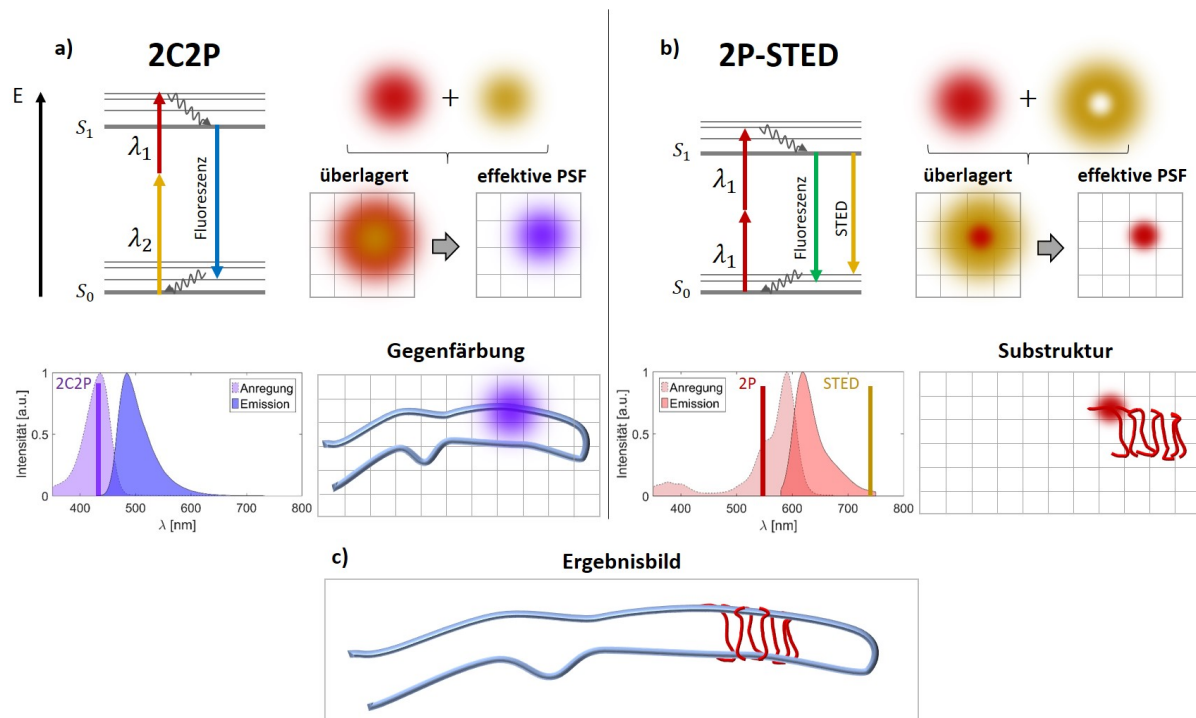 a)
2C2P
E
S₁
S₀
λ₁
λ₂
Fluoreszenz
+
überlagert
effektive PSF
Gegenfärbung
2C2P
Anregung
Emission
Intensität [a.u.]
1
0.5
0
400 500 600 700 800
λ [nm]
b)
2P-STED
S₁
S₀
λ₁
λ₁
Fluoreszenz
STED
+
überlagert
effektive PSF
Substruktur
Anregung
Emission
2P
STED
Intensität [a.u.]
1
0.5
0
400 500 600 700 800
λ [nm]
c)
Ergebnisbild